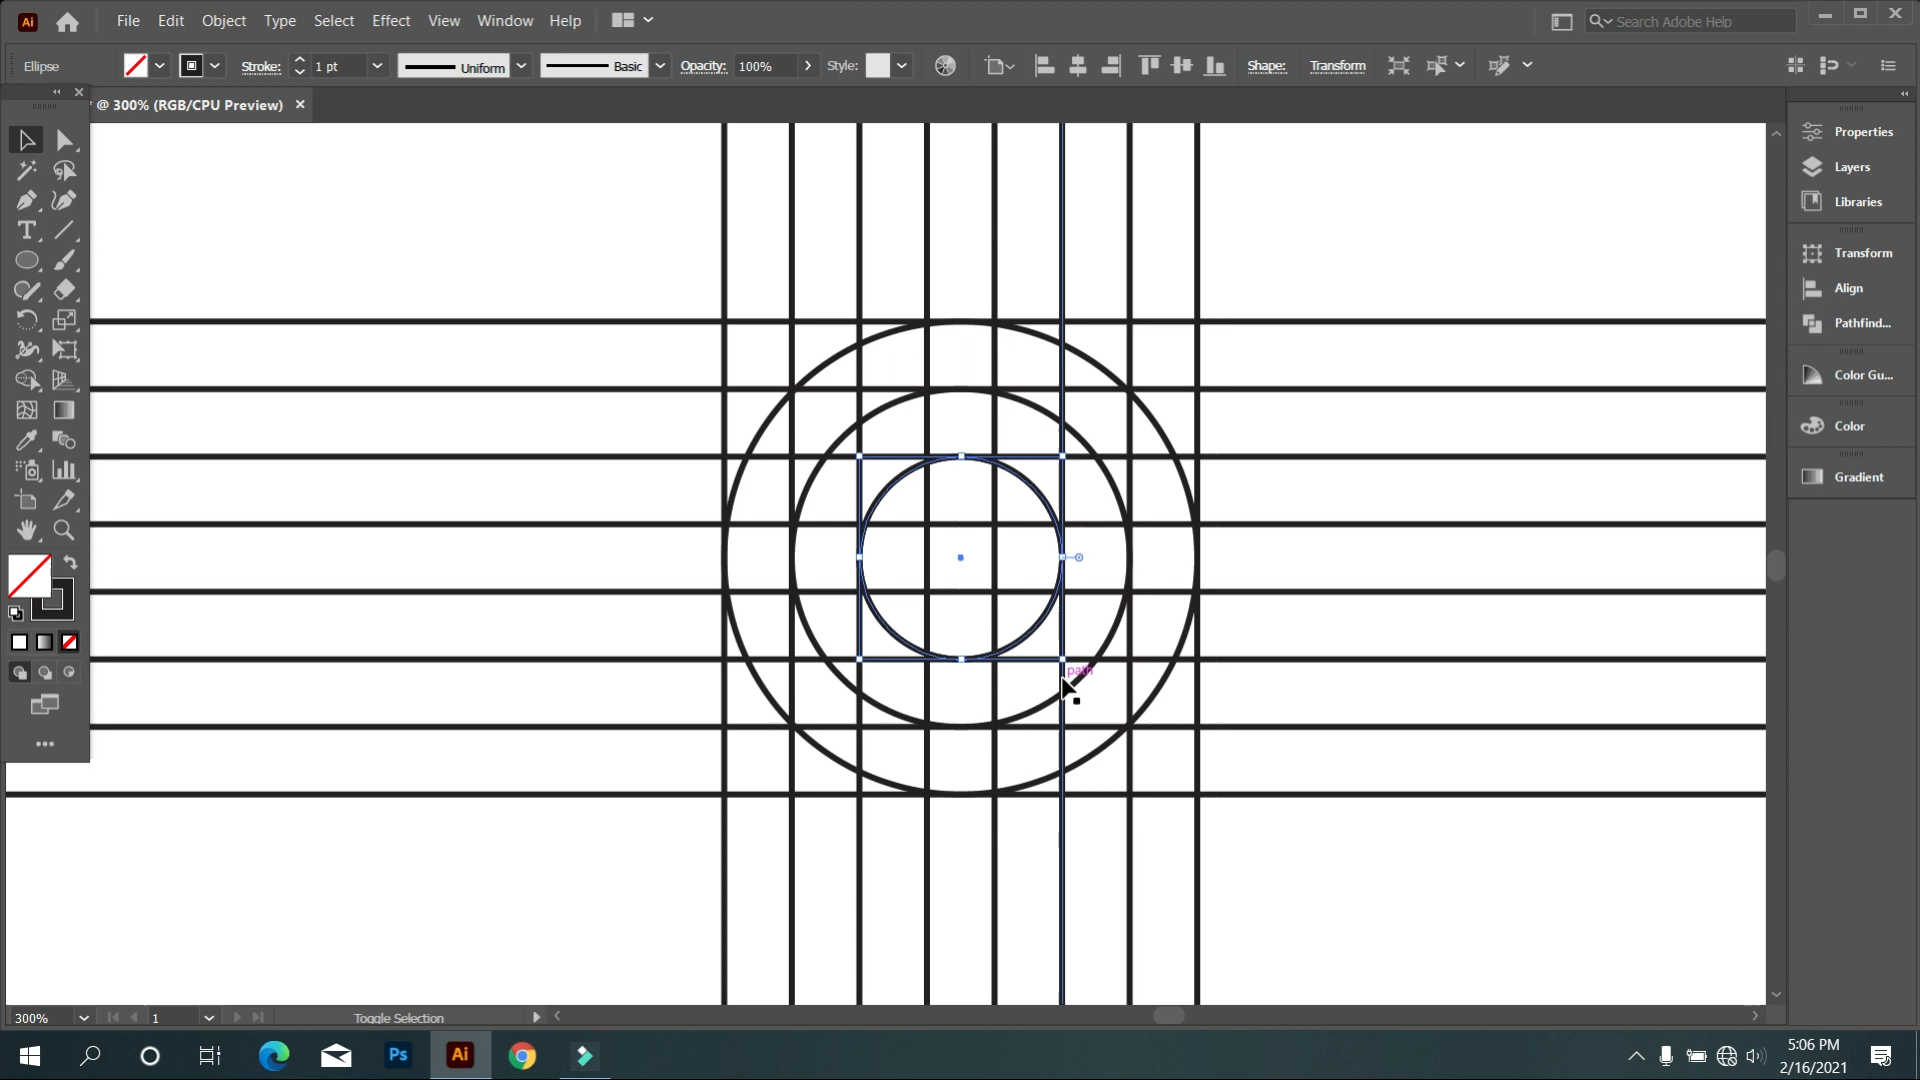 Ai File Edit Object Type Select Effect View Window Help Search Adobe Help
Ellipse Stroke: 1 pt Uniform Basic Opacity: 100% Style: Shape: Transform
@ 300% (RGB/CPU Preview)
Properties
Layers
Libraries
Transform
Align
Pathfind...
Color Gu...
Color
Gradient
path
300% 1 Toggle Selection
Ps Ai
5:06 PM
2/16/2021